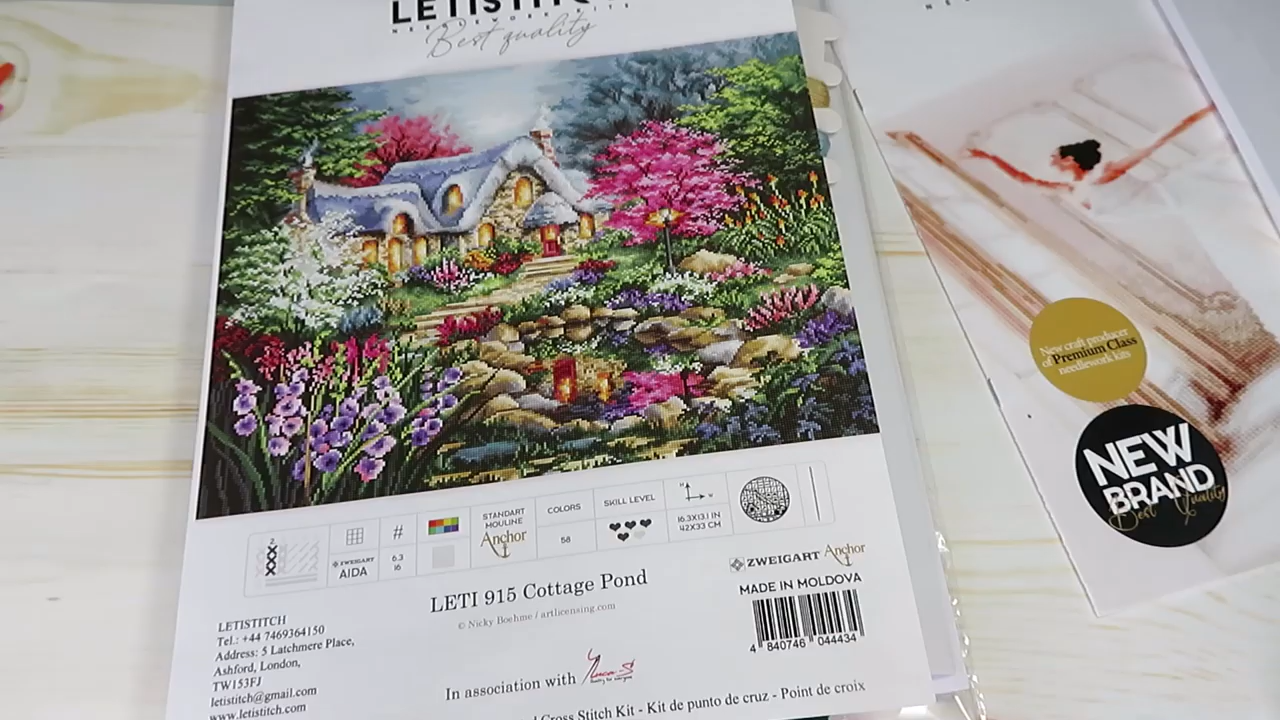 LETISTITCH
NEEDLEWORK KITS
Best quality
2
ZWEIGART
AIDA
#
6.3
16
STANDART
MOULINE
Anchor
COLORS
58
SKILL LEVEL
H
W
16.3X13.1 IN
42X33 CM
ZWEIGART Anchor
MADE IN MOLDOVA
4 840746 044434
LETI 915 Cottage Pond
© Nicky Boehme / artlicensing.com
LETISTITCH
Tel.: +44 7469364150
Address: 5 Latchmere Place,
Ashford, London,
TW153FJ
letistitch@gmail.com
www.letistitch.com
In association with Luca-S
Cross Stitch Kit - Kit de punto de cruz - Point de croix
New craft producer
of Premium Class
needlework kits
NEW
BRAND
Best Quality